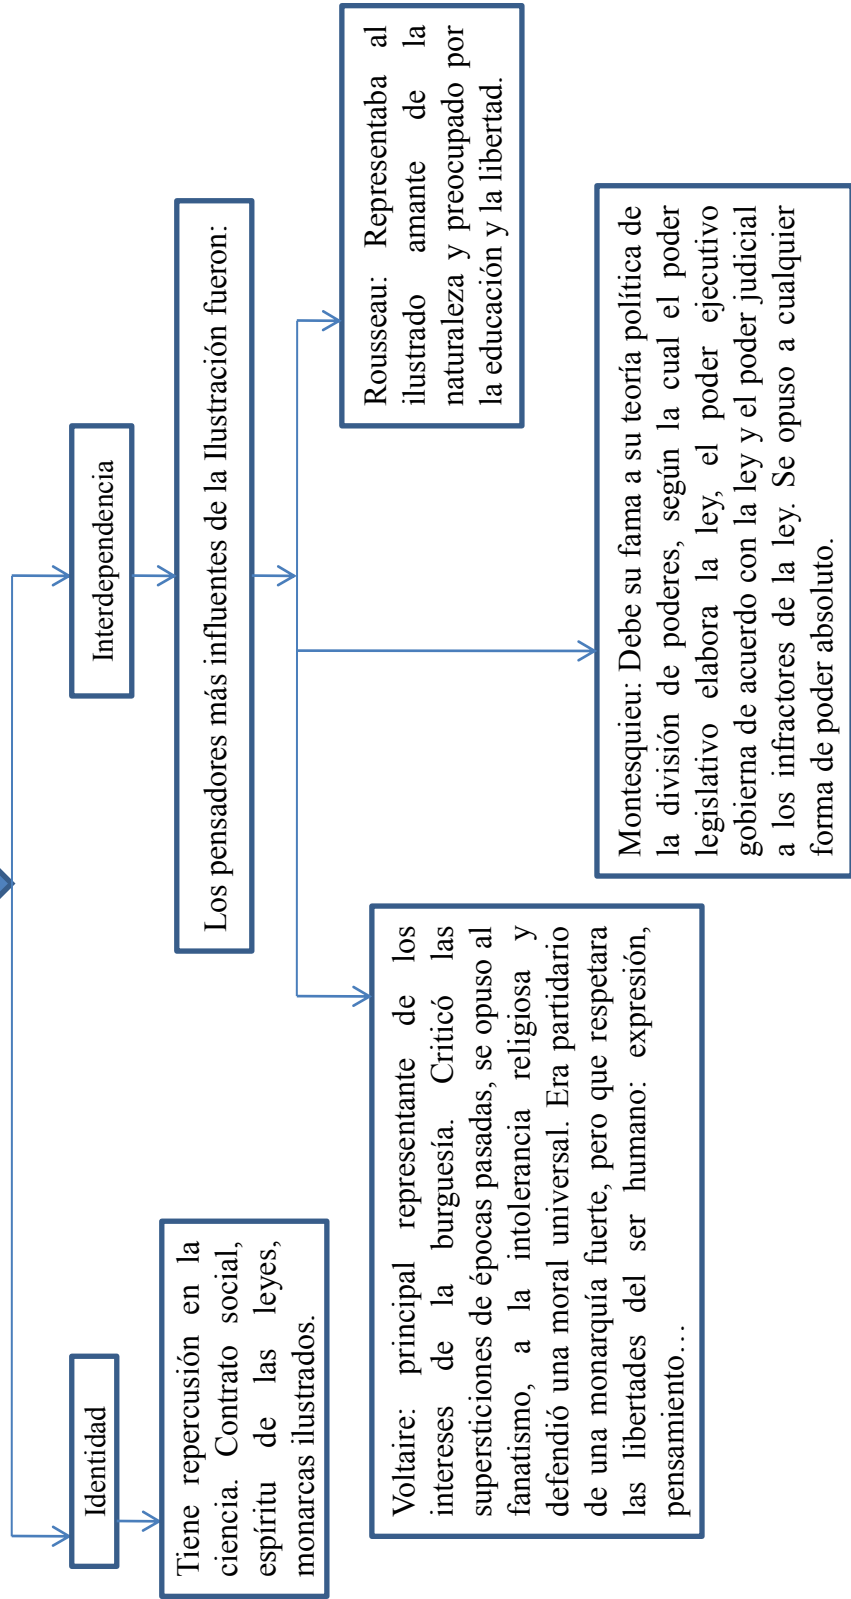 Identidad
Tiene repercusión en la
ciencia. Contrato social,
espíritu de las leyes,
monarcas ilustrados.
Interdependencia
Los pensadores más influentes de la Ilustración fueron:
Voltaire: principal representante de los
intereses de la burguesía. Criticó las
supersticiones de épocas pasadas, se opuso al
fanatismo, a la intolerancia religiosa y
defendió una moral universal. Era partidario
de una monarquía fuerte, pero que respetara
las libertades del ser humano: expresión,
pensamiento…
Montesquieu: Debe su fama a su teoría política de
la división de poderes, según la cual el poder
legislativo elabora la ley, el poder ejecutivo
gobierna de acuerdo con la ley y el poder judicial
a los infractores de la ley. Se opuso a cualquier
forma de poder absoluto.
Rousseau: Representaba al
ilustrado amante de la
naturaleza y preocupado por
la educación y la libertad.